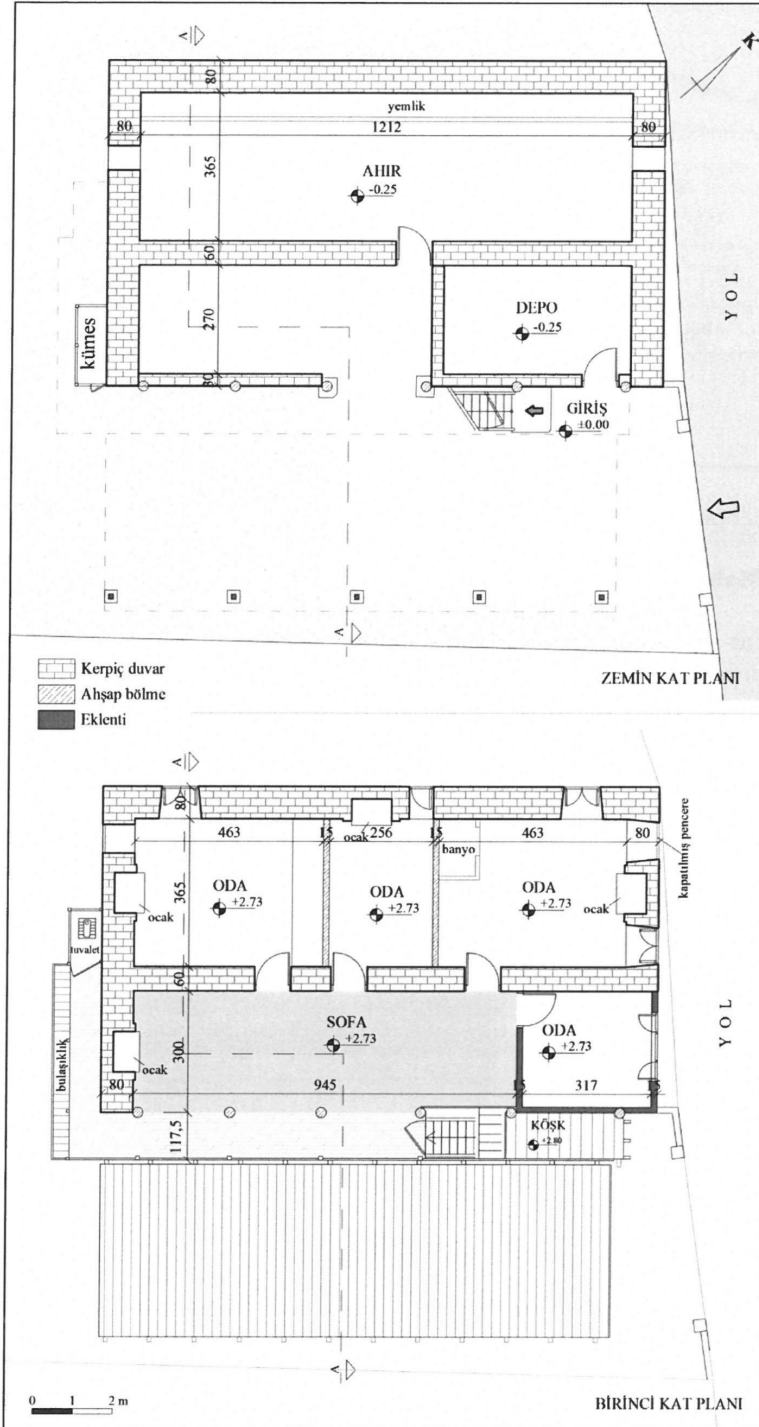 A
K
80
yemlik
80
1212
80
365
AHIR
-0.25
60
YOL
kümes
270
DEPO
-0.25
30
GİRİŞ
±0.00
A
Kerpiç duvar
Ahşap bölme
Eklenti
ZEMİN KAT PLANI
A
80
463
15
ocak
256
15
463
80
banyo
kapatılmış pencere
365
ODA
+2.73
ODA
+2.73
ODA
+2.73
ocak
ocak
tuvalet
60
YOL
SOFA
+2.73
ODA
+2.73
bulaşıklık
300
ocak
80
945
15
317
15
117,5
KÖŞK
+2.80
A
0 1 2 m
BİRİNCİ KAT PLANI